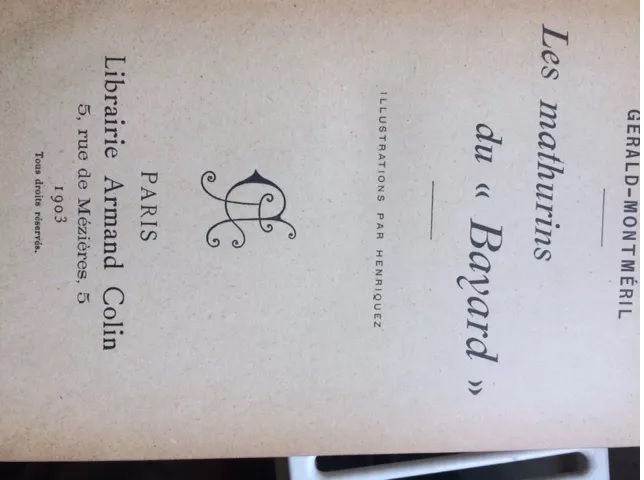 GÉRALD-MONTMÉRIL
Les mathurins
du « Bayard »
ILLUSTRATIONS PAR HENRIQUEZ
PARIS
Librairie Armand Colin
5, rue de Mézières, 5
1903
Tous droits réservés.